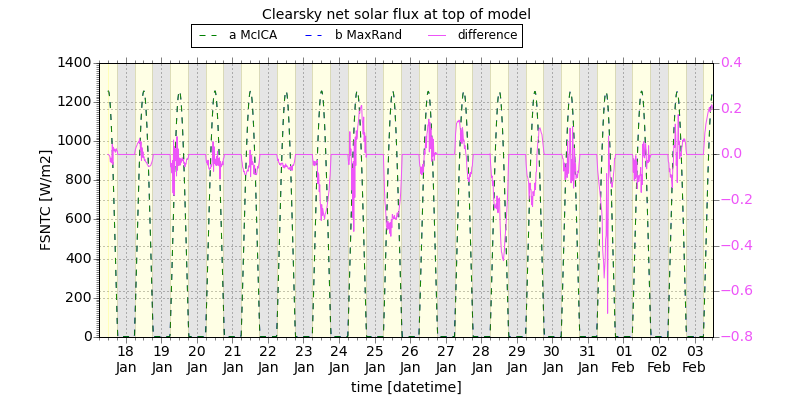 Clearsky net solar flux at top of model
a McICA b MaxRand difference
FSNTC [W/m2]
1400 0.4
1200 0.2
1000 0.0
800 −0.2
600 −0.4
400 −0.6
200 −0.8
0
18 19 20 21 22 23 24 25 26 27 28 29 30 31 01 02 03
Jan Jan Jan Jan Jan Jan Jan Jan Jan Jan Jan Jan Jan Jan Feb Feb Feb
time [datetime]